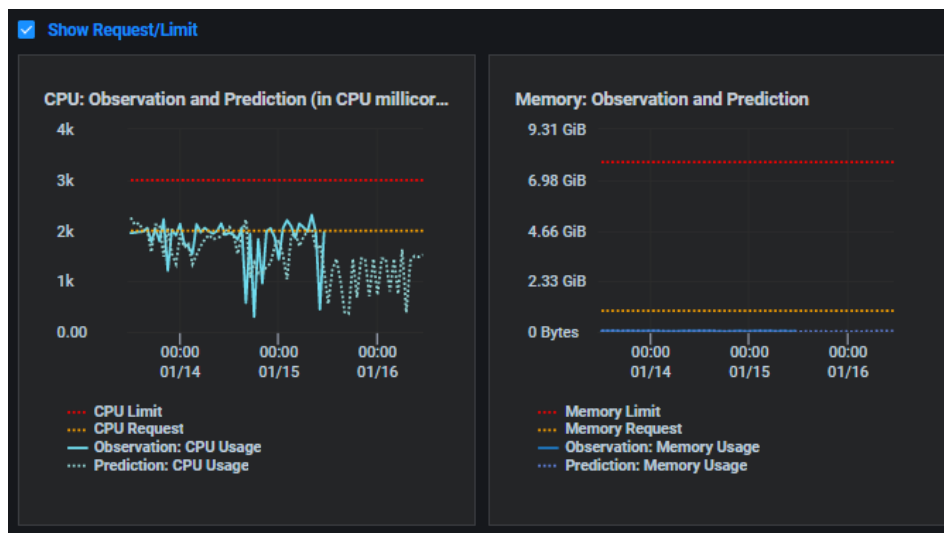 Show Request/Limit
CPU: Observation and Prediction (in CPU millicor...
4k
3k
2k
1k
0.00
00:00
01/14
00:00
01/15
00:00
01/16
CPU Limit
CPU Request
Observation: CPU Usage
Prediction: CPU Usage
Memory: Observation and Prediction
9.31 GiB
6.98 GiB
4.66 GiB
2.33 GiB
0 Bytes
00:00
01/14
00:00
01/15
00:00
01/16
Memory Limit
Memory Request
Observation: Memory Usage
Prediction: Memory Usage